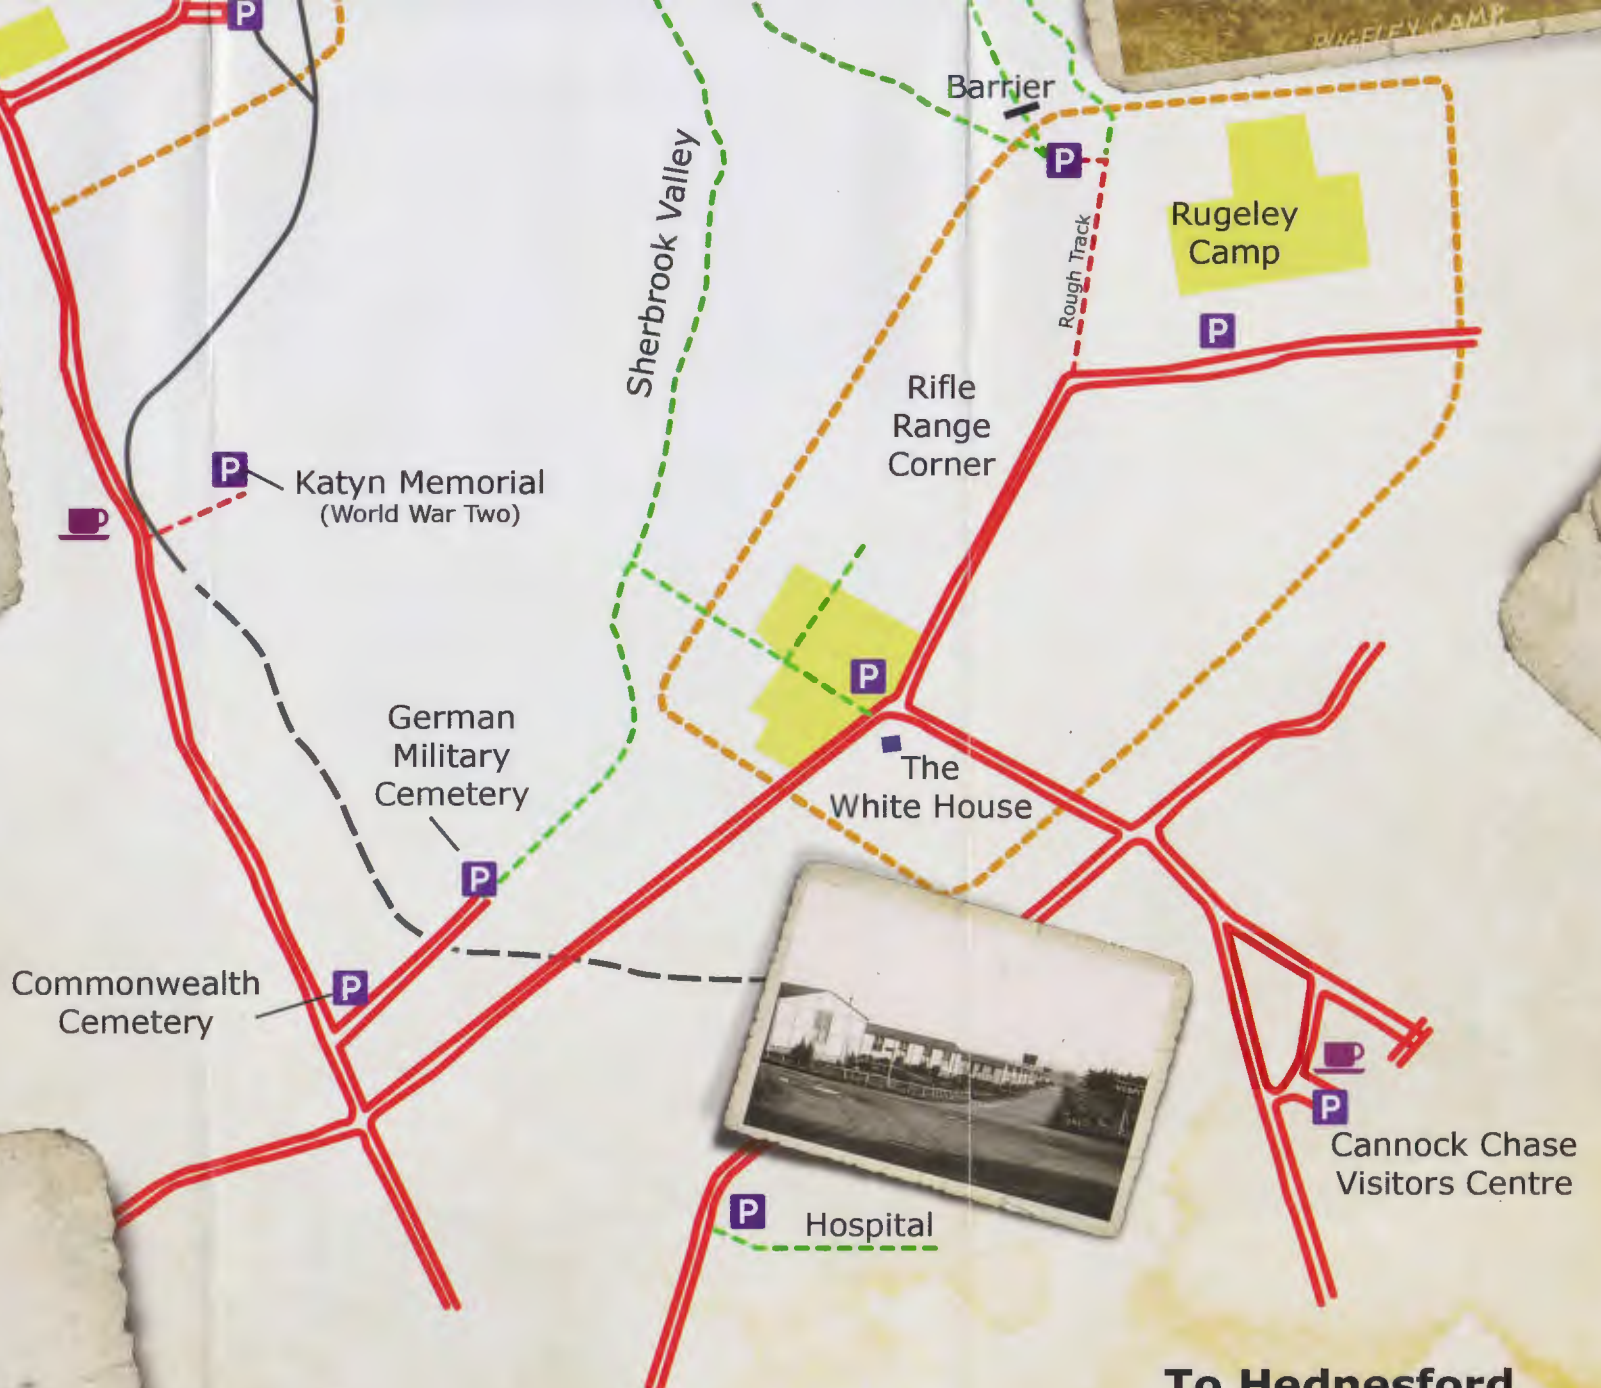 P
RUGELEY CAMP.
Barrier
P
Sherbrook Valley
Rough Track
Rugeley
Camp
P
Rifle
Range
Corner
P
Katyn Memorial
(World War Two)
P
German
Military
Cemetery
The
White House
P
P
Commonwealth
Cemetery
P
Cannock Chase
Visitors Centre
P
Hospital
To Hednesford